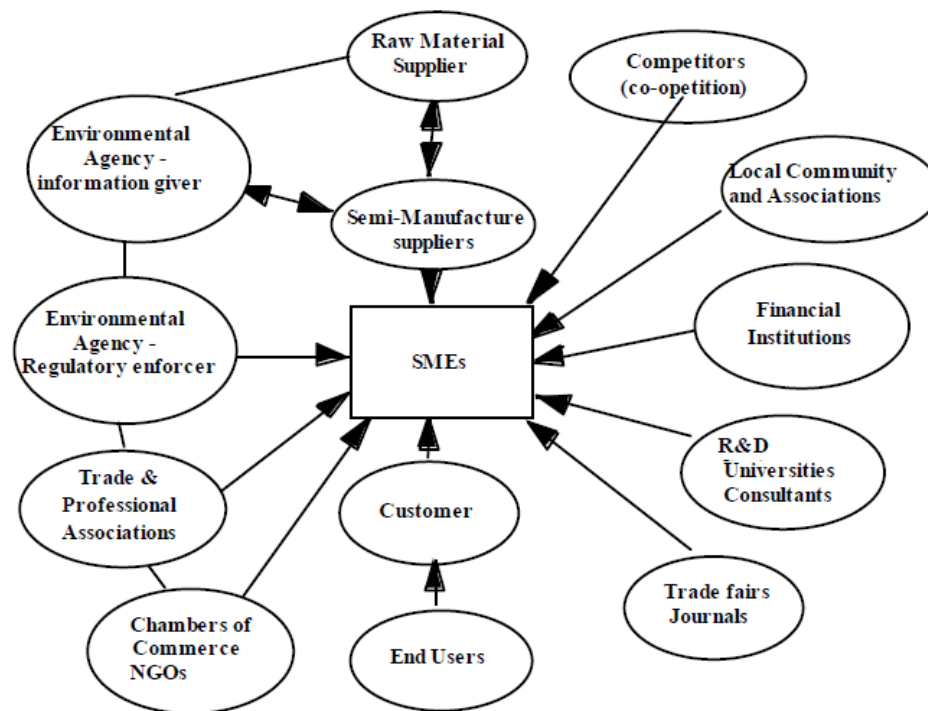 Raw Material
Supplier
Competitors
(co-opetition)
Environmental
Agency -
information giver
Local Community
and Associations
Semi-Manufacture
suppliers
Environmental
Agency -
Regulatory enforcer
SMEs
Financial
Institutions
R&D
Universities
Consultants
Trade &
Professional
Associations
Customer
Trade fairs
Journals
Chambers of
Commerce
NGOs
End Users